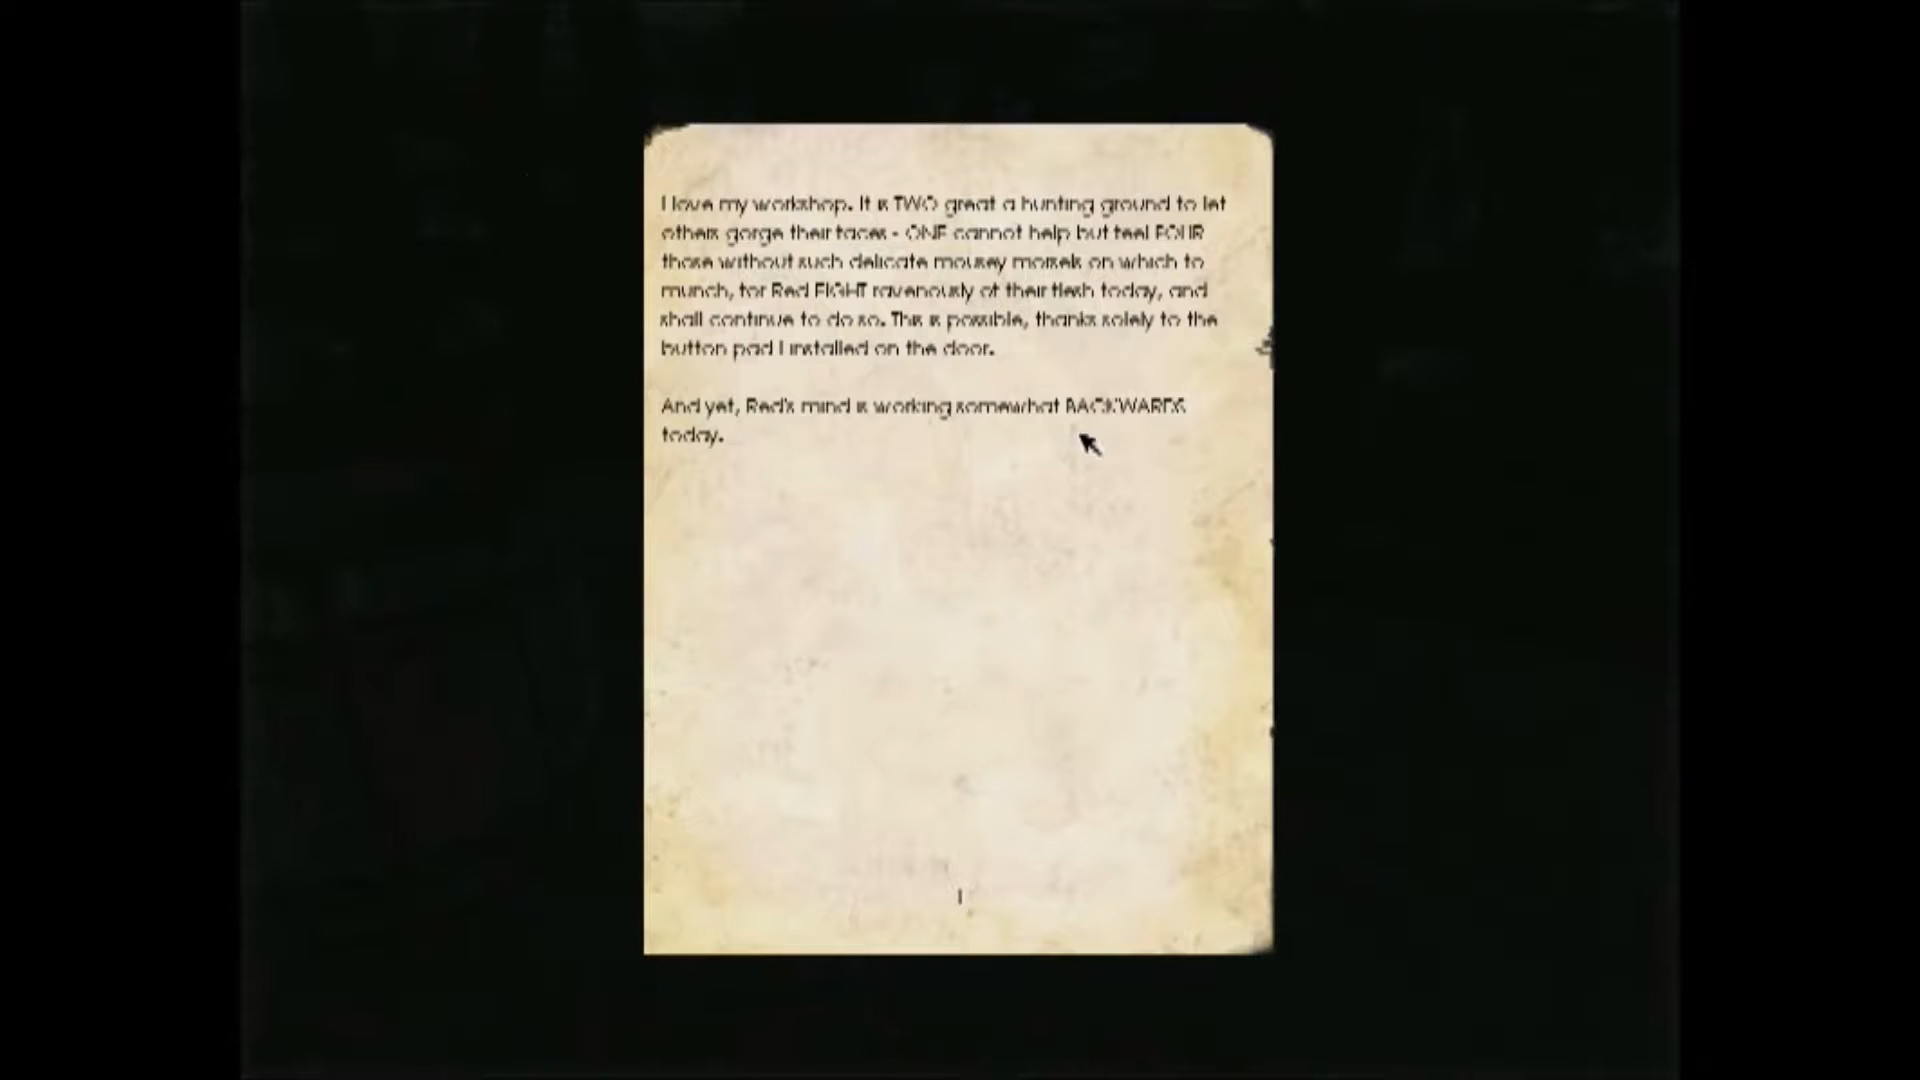 I love my workshop. It is TWO great a hunting ground to let
others gorge their faces - ONE cannot help but feel FOUR
those without such delicate mousey morsels on which to
munch, for Red EIGHT ravenously of their flesh today, and
shall continue to do so. This is possible, thanks solely to the
button pad I installed on the door.
And yet, Red's mind is working somewhat BACKWARDS
today.
1